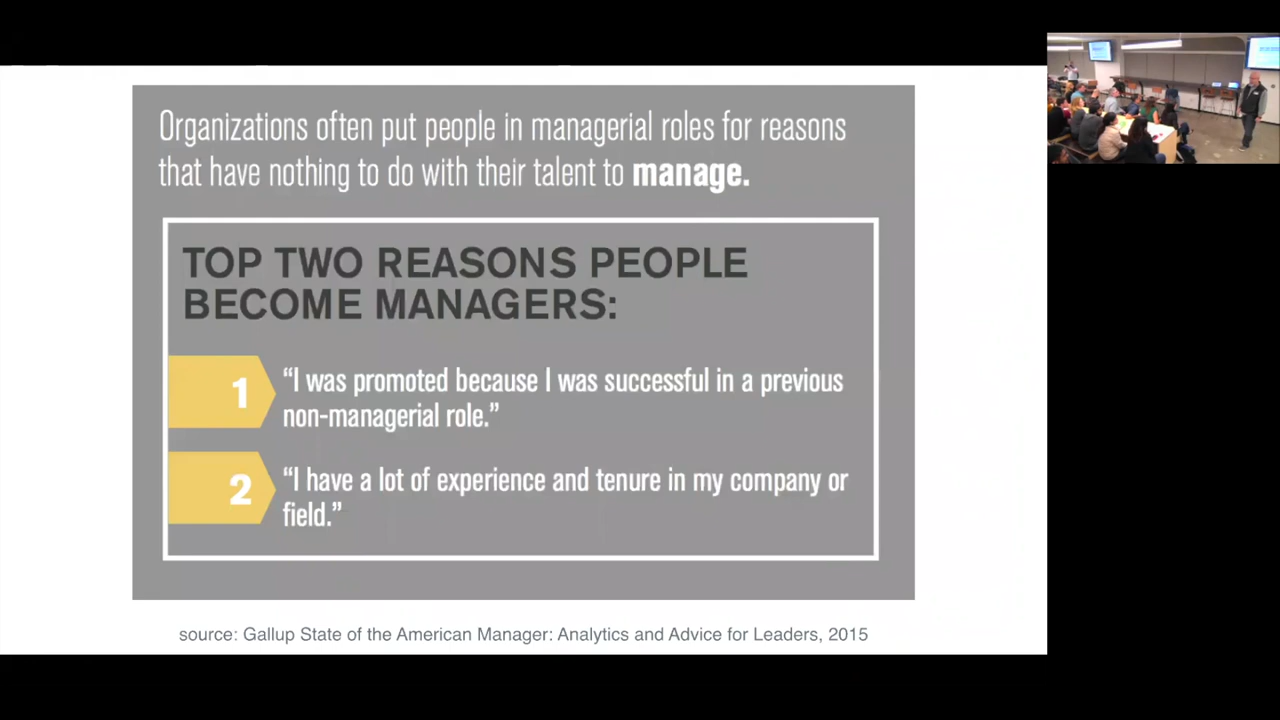 Organizations often put people in managerial roles for reasons
that have nothing to do with their talent to manage.
TOP TWO REASONS PEOPLE
BECOME MANAGERS:
1
“I was promoted because I was successful in a previous
non-managerial role.”
2
“I have a lot of experience and tenure in my company or
field.”
source: Gallup State of the American Manager: Analytics and Advice for Leaders, 2015